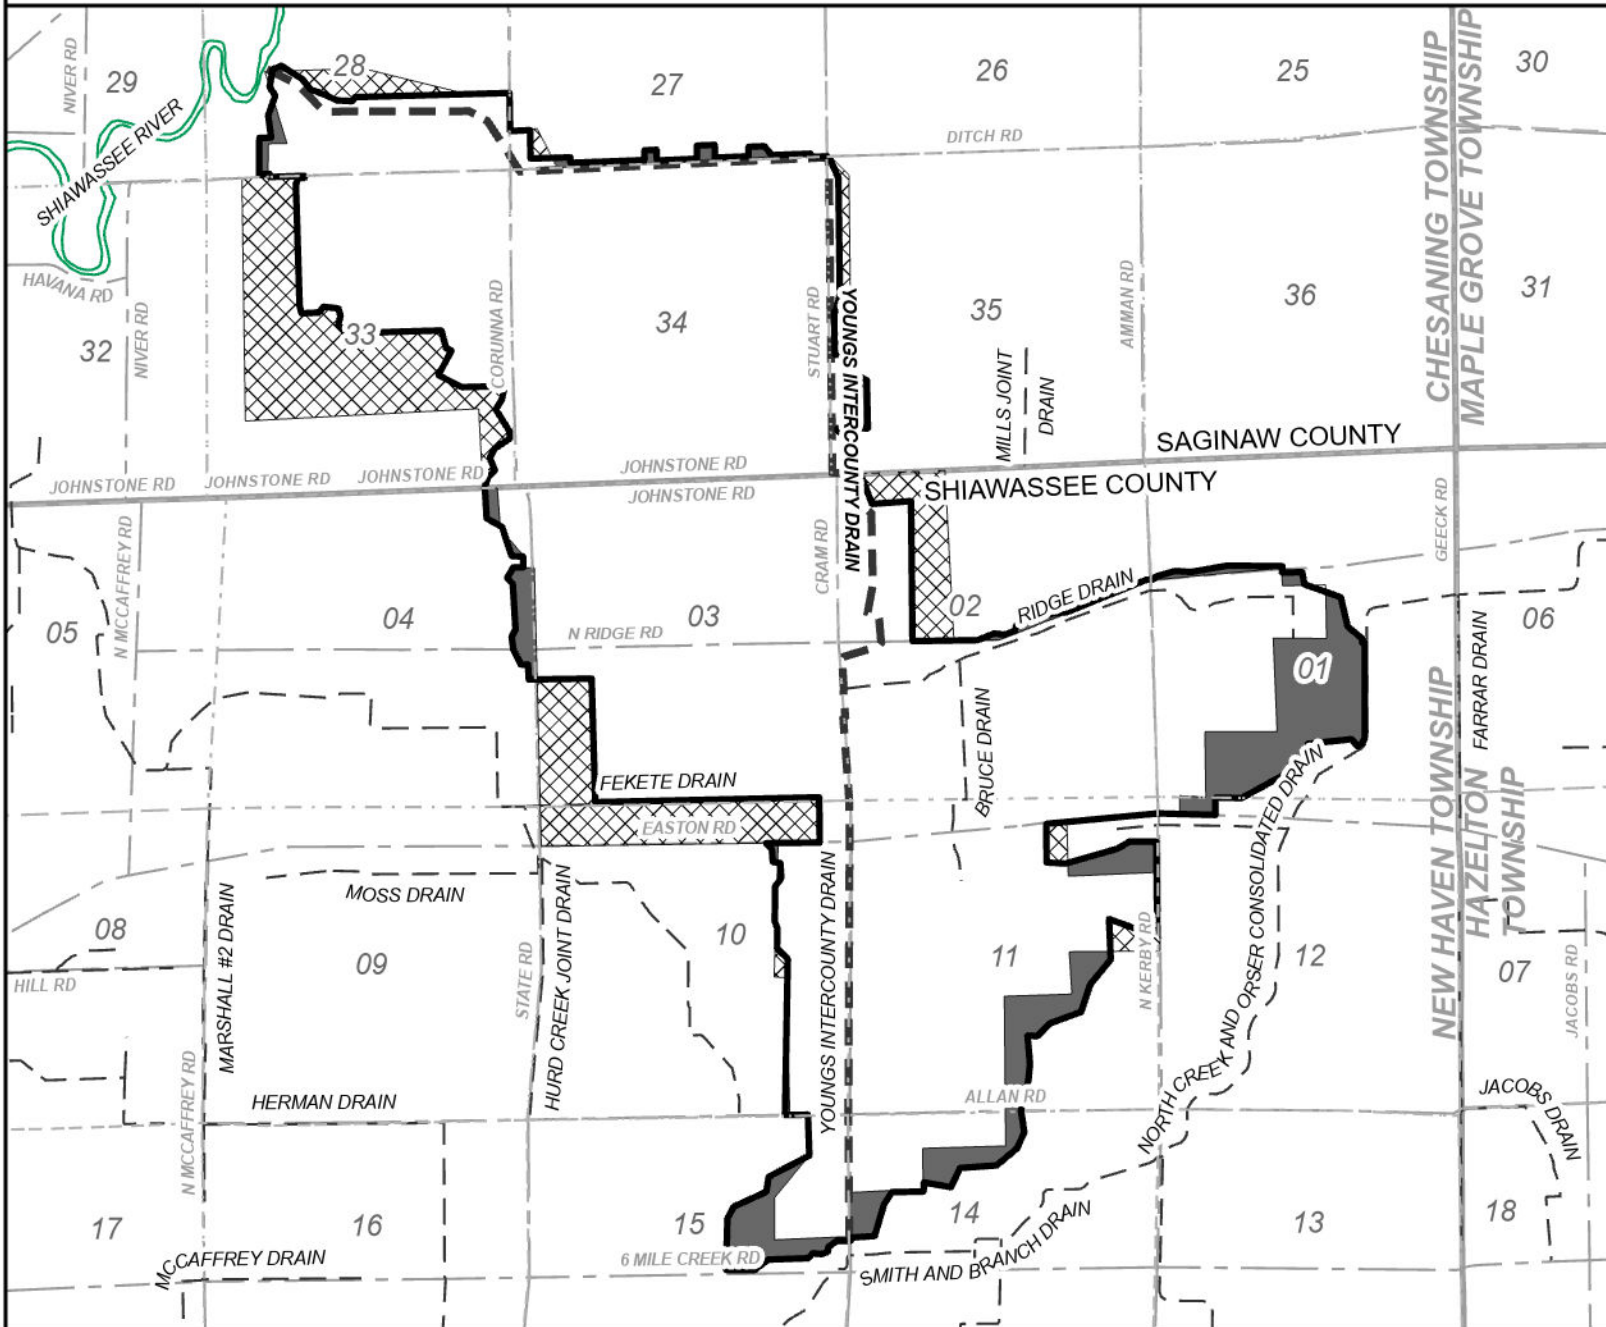 NIVER RD
29
28
27
26
25
30
CHESANING TOWNSHIP
MAPLE GROVE TOWNSHIP
SHIAWASSEE RIVER
DITCH RD
HAVANA RD
32
NIVER RD
33
CORUNNA RD
34
STUART RD
YOUNGS INTERCOUNTY DRAIN
35
AMMAN RD
36
31
MILLS JOINT
DRAIN
SAGINAW COUNTY
JOHNSTONE RD
JOHNSTONE RD
JOHNSTONE RD
JOHNSTONE RD
JOHNSTONE RD
SHIAWASSEE COUNTY
GEECK RD
N MCCAFFREY RD
05
04
N RIDGE RD
03
CRAM RD
02
RIDGE DRAIN
01
06
FARRAR DRAIN
NEW HAVEN TOWNSHIP
HAZELTON
TOWNSHIP
BRUCE DRAIN
FEKETE DRAIN
EASTON RD
MOSS DRAIN
08
MARSHALL #2 DRAIN
09
STATE RD
HURD CREEK JOINT DRAIN
10
YOUNGS INTERCOUNTY DRAIN
11
N KERBY RD
NORTH CREEK AND ORSER CONSOLIDATED DRAIN
12
07
JACOBS RD
HILL RD
N MCCAFFREY RD
HERMAN DRAIN
ALLAN RD
JACOBS DRAIN
17
16
15
14
13
18
MCCAFFREY DRAIN
6 MILE CREEK RD
SMITH AND BRANCH DRAIN